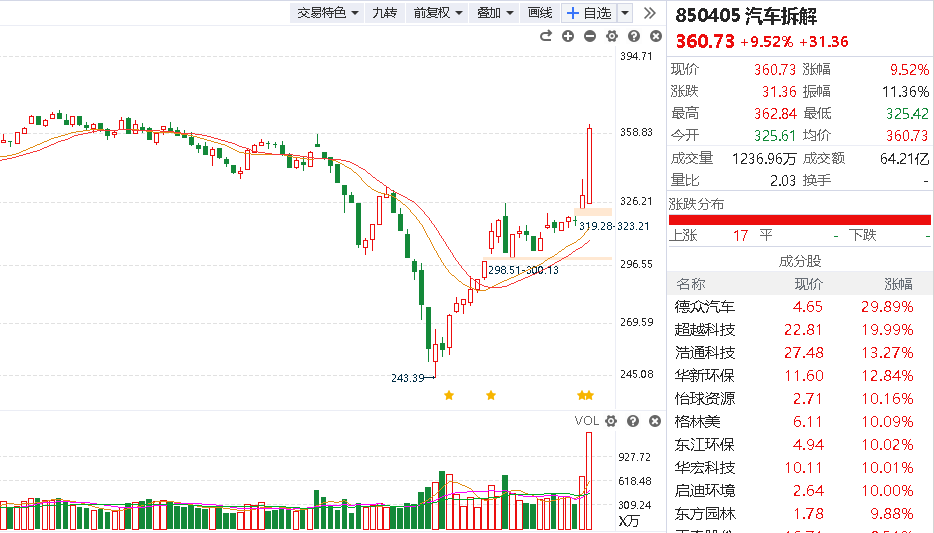 交易特色 九转 前复权 叠加 画线 + 自选
394.71
358.83
326.21
296.55
269.59
245.08
319.28-323.21
298.51-300.13
243.39
VOL
927.72
618.48
309.24
X万
850405 汽车拆解
360.73 +9.52% +31.36
现价 360.73 涨幅 9.52%
涨跌 31.36 振幅 11.36%
最高 362.84 最低 325.42
今开 325.61 均价 360.73
成交量 1236.96万 成交额 64.21亿
量比 2.03 换手 -
涨跌分布
上涨 17 平 - 下跌 -
成分股
名称 现价 涨幅
德众汽车 4.65 29.89%
超越科技 22.81 19.99%
浩通科技 27.48 13.27%
华新环保 11.60 12.84%
怡球资源 2.71 10.16%
格林美 6.11 10.09%
东江环保 4.94 10.02%
华宏科技 10.11 10.01%
启迪环境 2.64 10.00%
东方园林 1.78 9.88%